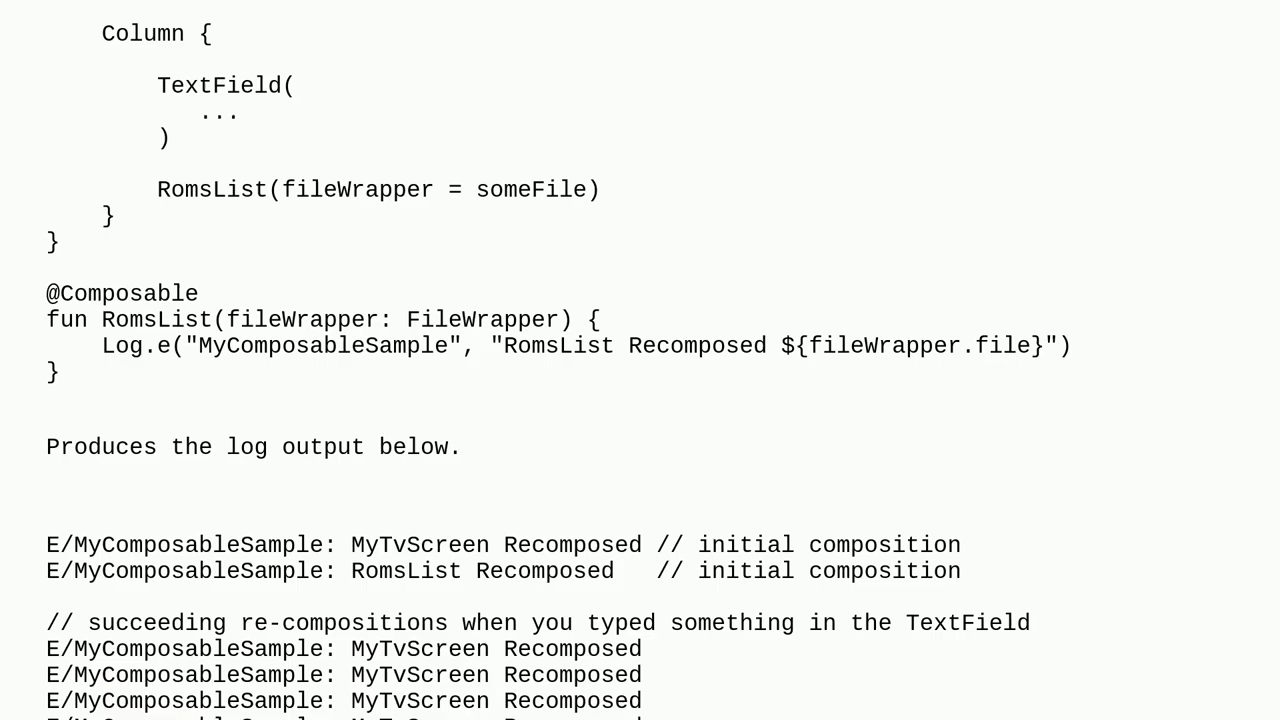 Column {
TextField(
...
)
RomsList(fileWrapper = someFile)
}
}
@Composable
fun RomsList(fileWrapper: FileWrapper) {
Log.e("MyComposableSample", "RomsList Recomposed ${fileWrapper.file}")
}
Produces the log output below.
E/MyComposableSample: MyTvScreen Recomposed // initial composition
E/MyComposableSample: RomsList Recomposed   // initial composition
// succeeding re-compositions when you typed something in the TextField
E/MyComposableSample: MyTvScreen Recomposed
E/MyComposableSample: MyTvScreen Recomposed
E/MyComposableSample: MyTvScreen Recomposed